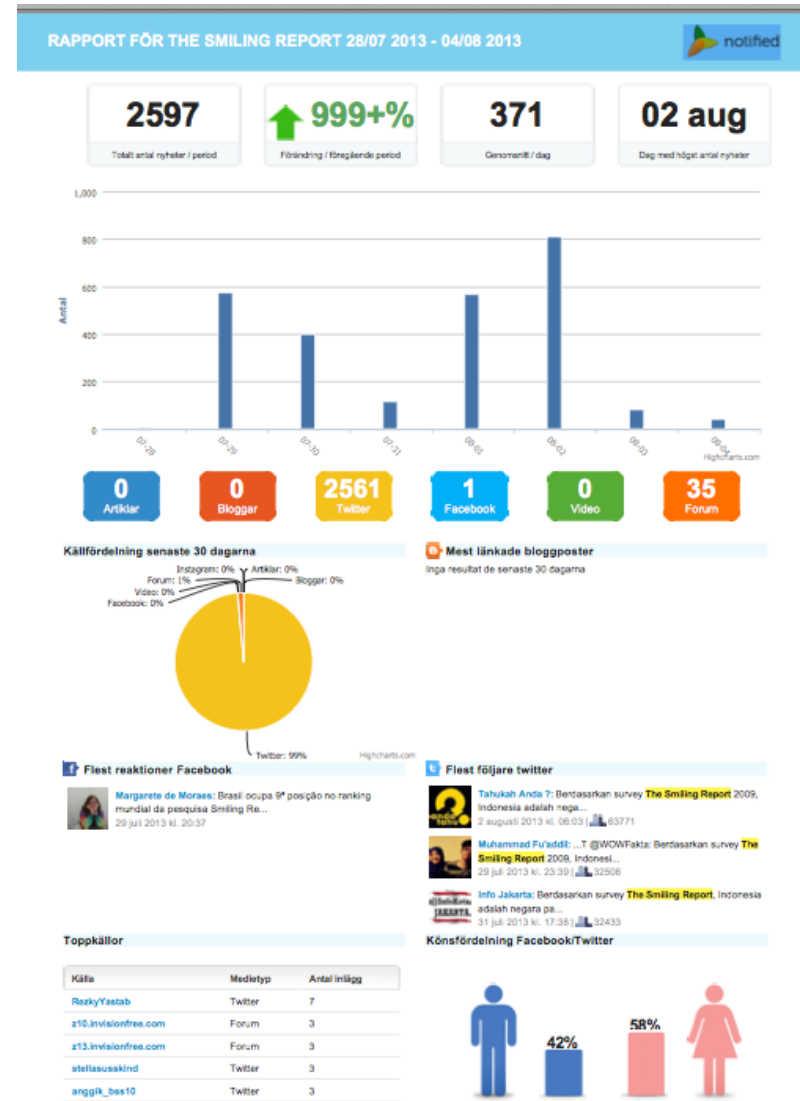 RAPPORT FÖR THE SMILING REPORT 28/07 2013 - 04/08 2013
notified
2597
Totalt antal nyheter / period
999+%
Förändring / föregående period
371
Genomsnitt / dag
02 aug
Dag med högst antal nyheter
1,000
800
600
400
200
0
Antal
07-28
07-29
07-30
07-31
08-01
08-02
08-03
08-04
Highcharts.com
0
Artiklar
0
Bloggar
2561
Twitter
1
Facebook
0
Video
35
Forum
Källfördelning senaste 30 dagarna
Instagram: 0%
Artiklar: 0%
Forum: 1%
Bloggar: 0%
Video: 0%
Facebook: 0%
Twitter: 99%
Highcharts.com
Mest länkade bloggposter
Inga resultat de senaste 30 dagarna
Flest reaktioner Facebook
Margarete de Moraes: Brasil ocupa 9ª posição no ranking
mundial da pesquisa Smiling Re...
29 juli 2013 kl. 20:37
Flest följare twitter
Tahukah Anda ?: Berdasarkan survey The Smiling Report 2009,
Indonesia adalah nega...
2 augusti 2013 kl. 06:03 | 63771
Muhammad Fu'addil: ...T @WOWFakta: Berdasarkan survey The
Smiling Report 2009, Indonesi...
29 juli 2013 kl. 23:39 | 32506
Info Jakarta: Berdasarkan survey The Smiling Report, Indonesia
adalah negara pa...
31 juli 2013 kl. 17:38 | 32433
JAKARTA
Toppkällor
Källa Medietyp Antal inlägg
RezkyYastab Twitter 7
z10.invisionfree.com Forum 3
z13.invisionfree.com Forum 3
stellasusskind Twitter 3
anggik_bss10 Twitter 3
Könsfördelning Facebook/Twitter
42%
58%